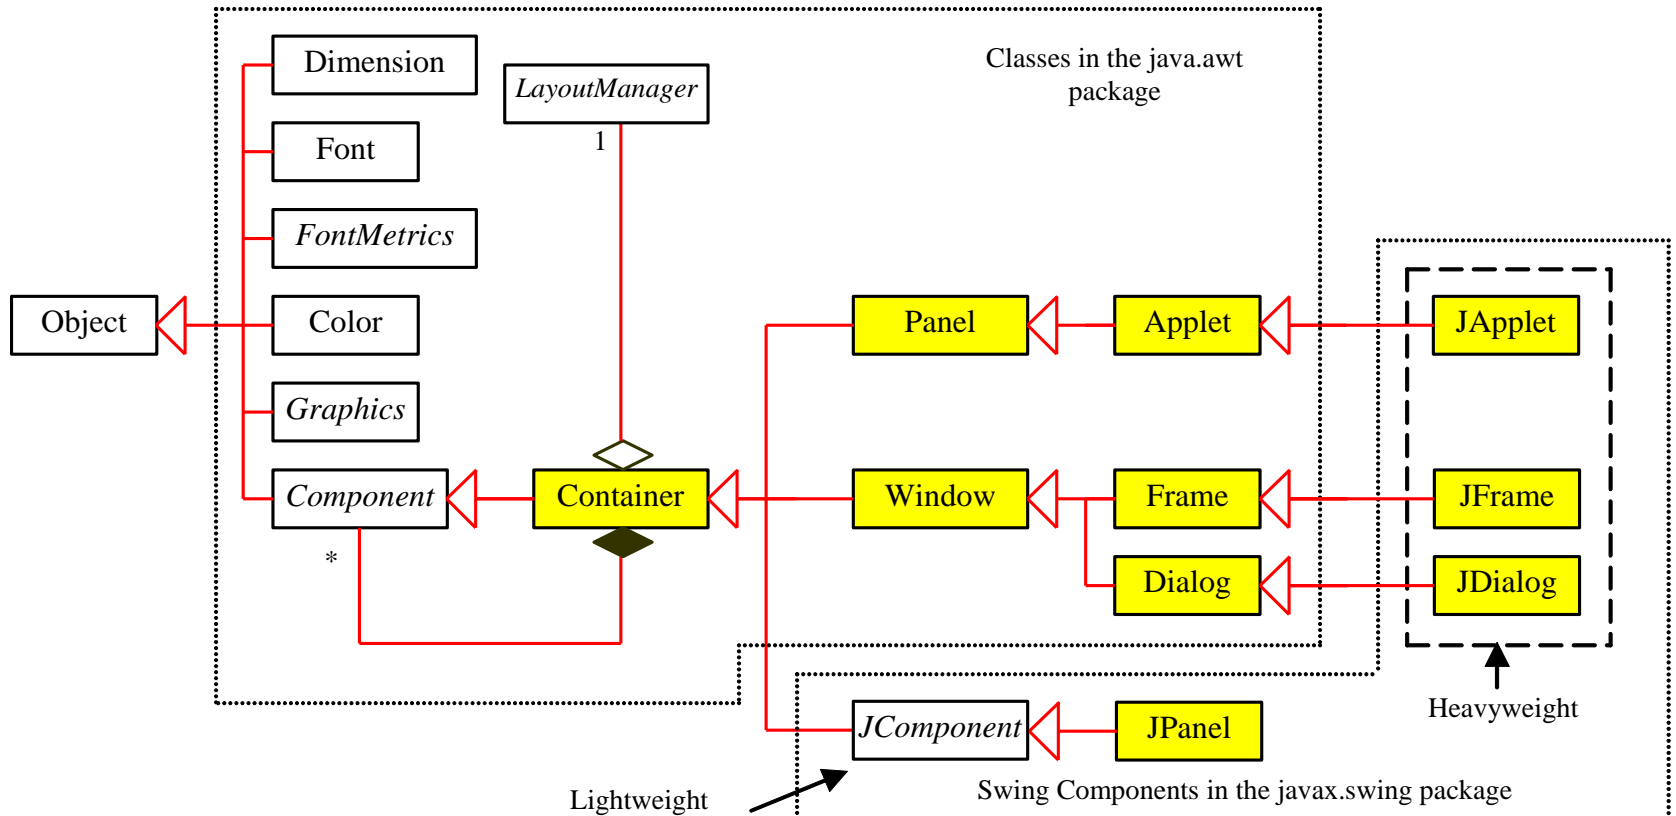 Dimension
LayoutManager
Classes in the java.awt
package
1
Font
FontMetrics
Object
Color
Panel
Applet
JApplet
Graphics
Component
Container
Window
Frame
JFrame
*
Dialog
JDialog
Heavyweight
JComponent
JPanel
Lightweight
Swing Components in the javax.swing package